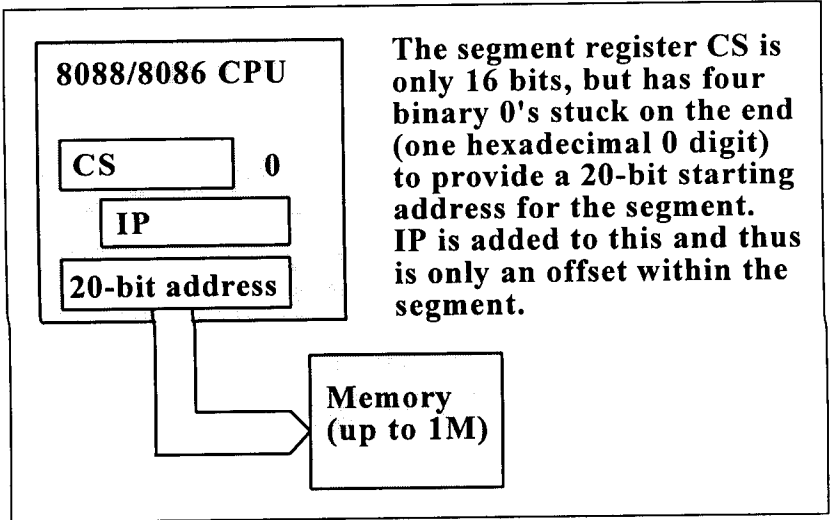 8088/8086 CPU
CS 0
IP
20-bit address
Memory
(up to 1M)
The segment register CS is
only 16 bits, but has four
binary 0's stuck on the end
(one hexadecimal 0 digit)
to provide a 20-bit starting
address for the segment.
IP is added to this and thus
is only an offset within the
segment.